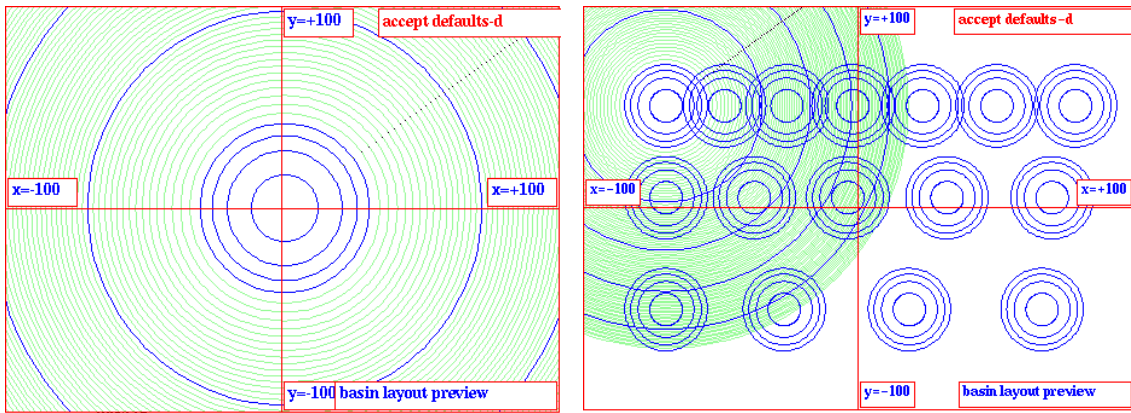 y=+100
accept defaults-d
x=-100
x=+100
y=-100
basin layout preview
y=+100
accept defaults-d
x=-100
x=+100
y=-100
basin layout preview